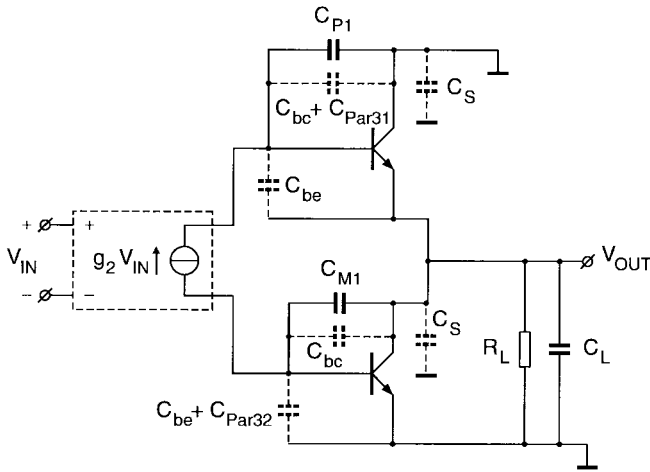 C_P1
C_bc + C_Par31
C_S
C_be
+ +
V_IN g_2 V_IN
− −
V_OUT
C_M1
C_bc
C_S
R_L C_L
C_be + C_Par32